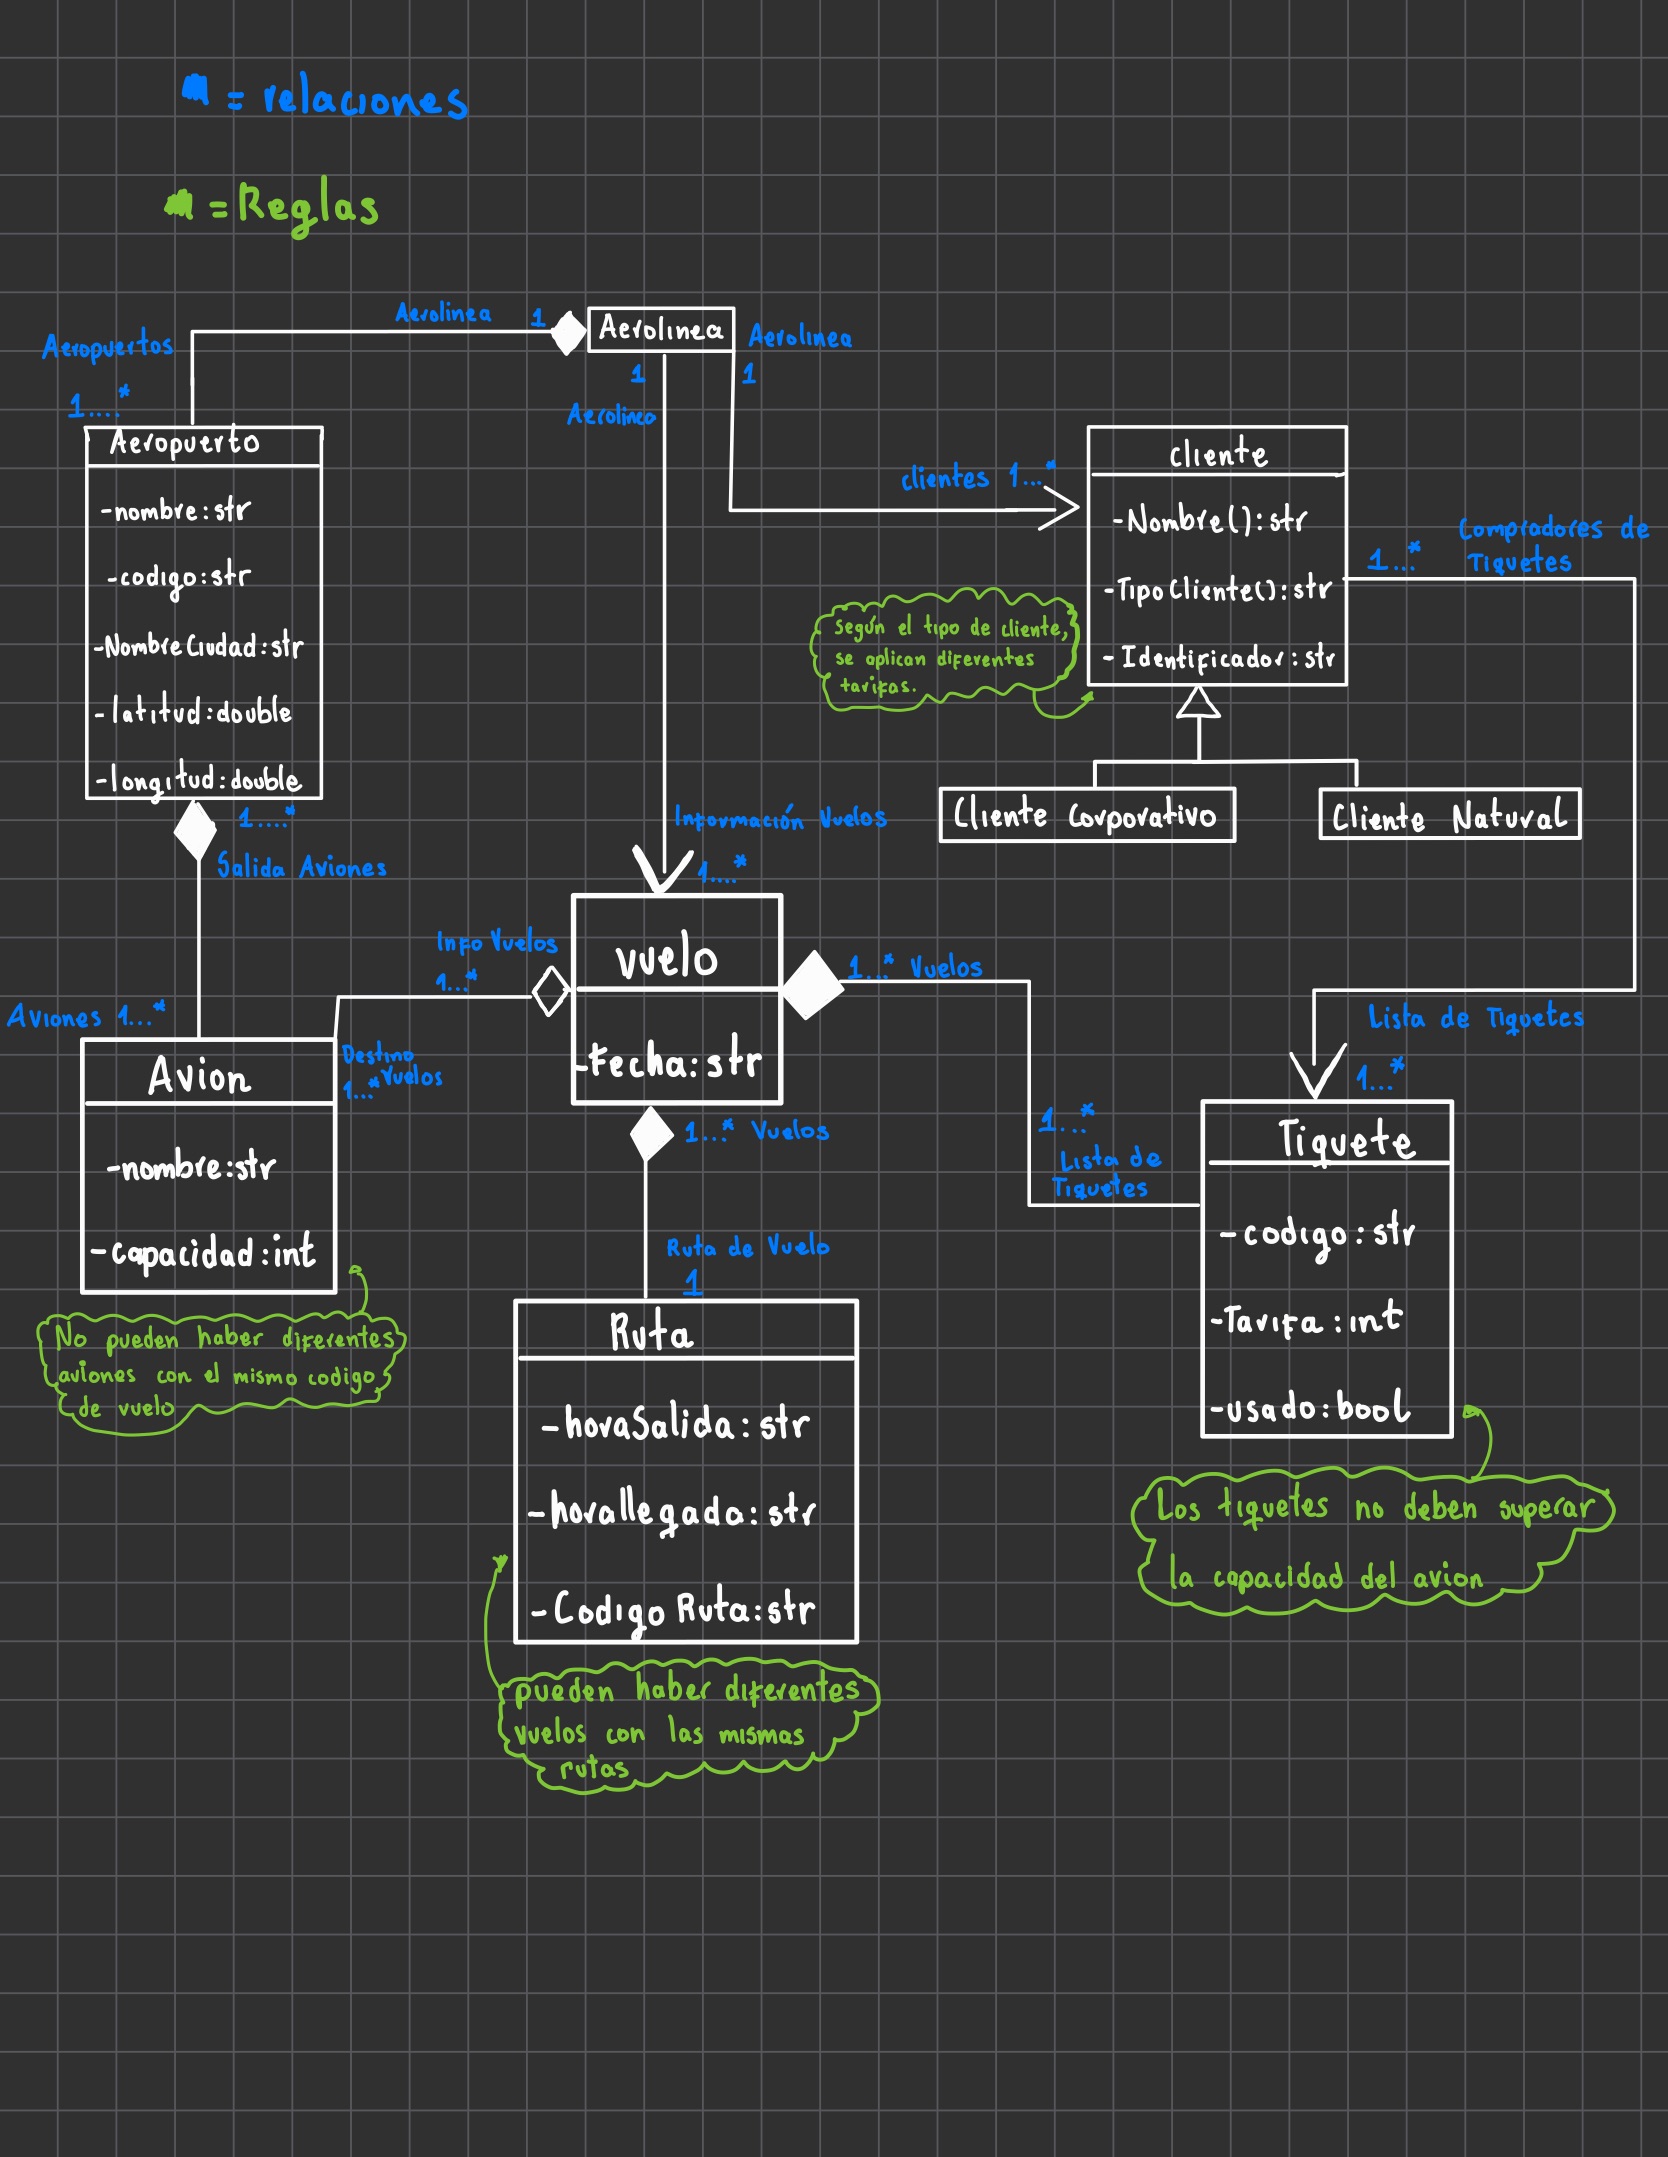 = relaciones
= Reglas
Aerolinea 1
Aerolinea
Aerolinea
Aeropuertos
1
1
Aerolinea
1....*
Aeropuerto
-nombre:str
-codigo:str
-NombreCiudad:str
-latitud:double
-longitud:double
1....*
Salida Aviones
clientes 1...*
cliente
-Nombre():str
-TipoCliente():str
-Identificador:str
1...* Compradores de
Tiquetes
Según el tipo de cliente,
se aplican diferentes
tarifas.
Cliente Corporativo
Cliente Natural
Información Vuelos
1....*
Info Vuelos
1...*
vuelo
-Fecha:str
1...* Vuelos
Aviones 1...*
Avion
-nombre:str
-capacidad:int
Destino
Vuelos
1...*
No pueden haber diferentes
aviones con el mismo codigo
de vuelo
1...* Vuelos
Ruta de Vuelo
1
Ruta
-horaSalida:str
-horallegada:str
-Codigo Ruta:str
pueden haber diferentes
vuelos con las mismas
rutas
1...*
Lista de
Tiquetes
Lista de Tiquetes
1...*
Tiquete
-codigo:str
-Tarifa:int
-usado:bool
Los tiquetes no deben superar
la capacidad del avion